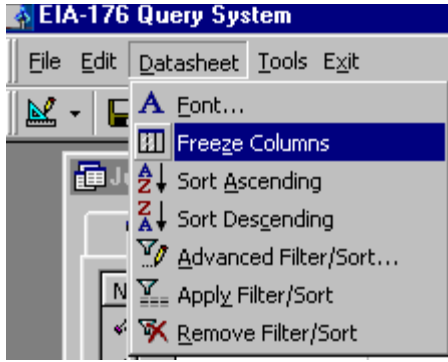 EIA-176 Query System
File Edit Datasheet Tools Exit
Font...
Freeze Columns
Sort Ascending
Sort Descending
Advanced Filter/Sort...
Apply Filter/Sort
Remove Filter/Sort